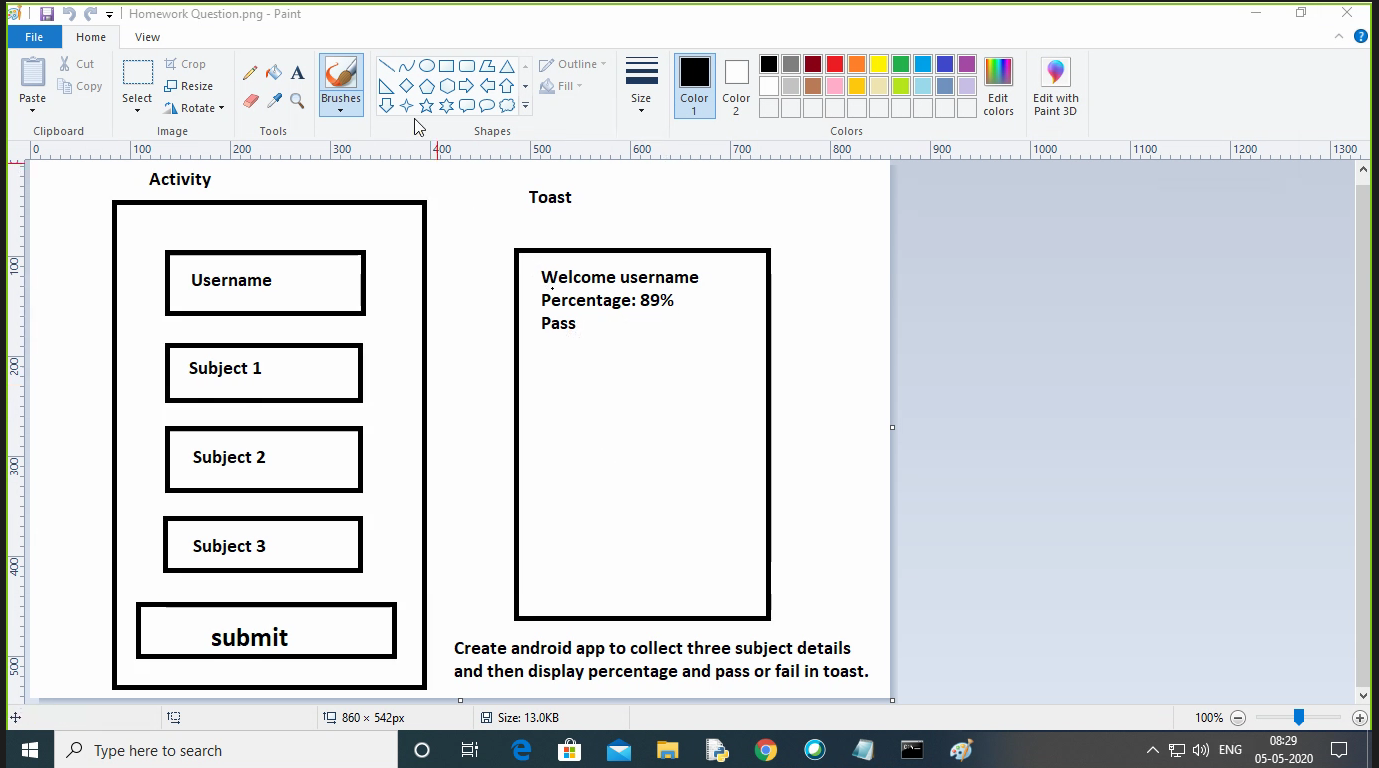 Homework Question.png - Paint
File
Home
View
Paste
Cut
Copy
Clipboard
Select
Crop
Resize
Rotate
Image
A
Tools
Brushes
Outline
Fill
Shapes
Size
Color
1
Color
2
Edit
colors
Colors
Edit with
Paint 3D
0 100 200 300 400 500 600 700 800 900 1000 1100 1200 1300
100
200
300
400
500
Activity
Username
Subject 1
Subject 2
Subject 3
submit
Toast
Welcome username
Percentage: 89%
Pass
Create android app to collect three subject details
and then display percentage and pass or fail in toast.
860 × 542px
Size: 13.0KB
100%
Type here to search
ENG
08:29
05-05-2020